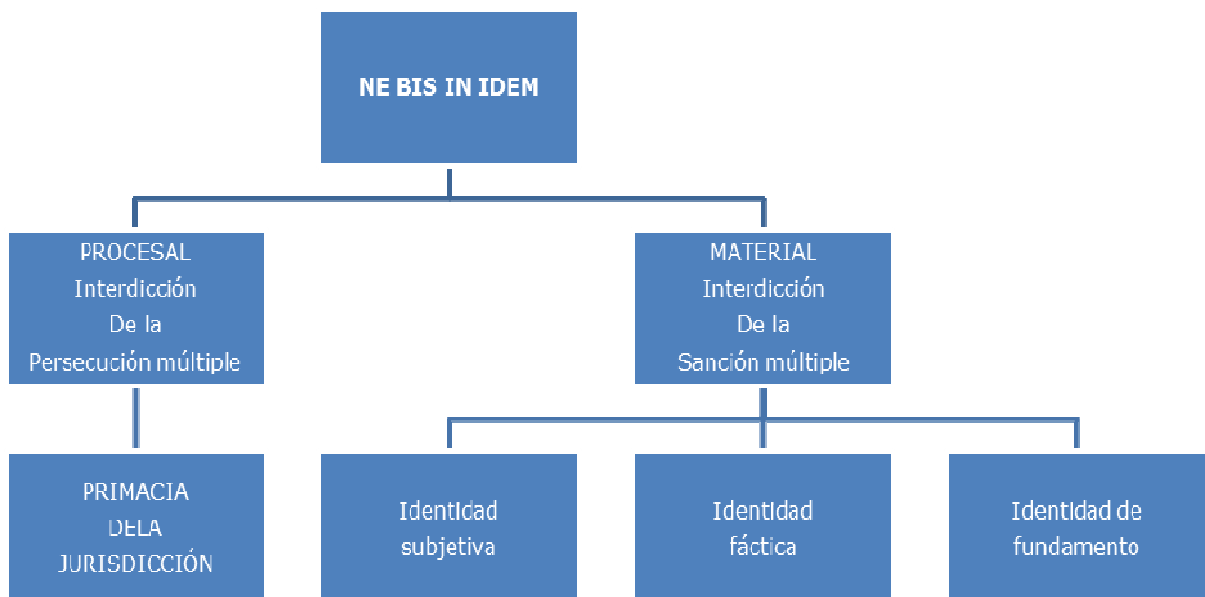 NE BIS IN IDEM
PROCESAL
Interdicción
De la
Persecución múltiple
MATERIAL
Interdicción
De la
Sanción múltiple
PRIMACIA
DELA
JURISDICCIÓN
Identidad
subjetiva
Identidad
fáctica
Identidad de
fundamento